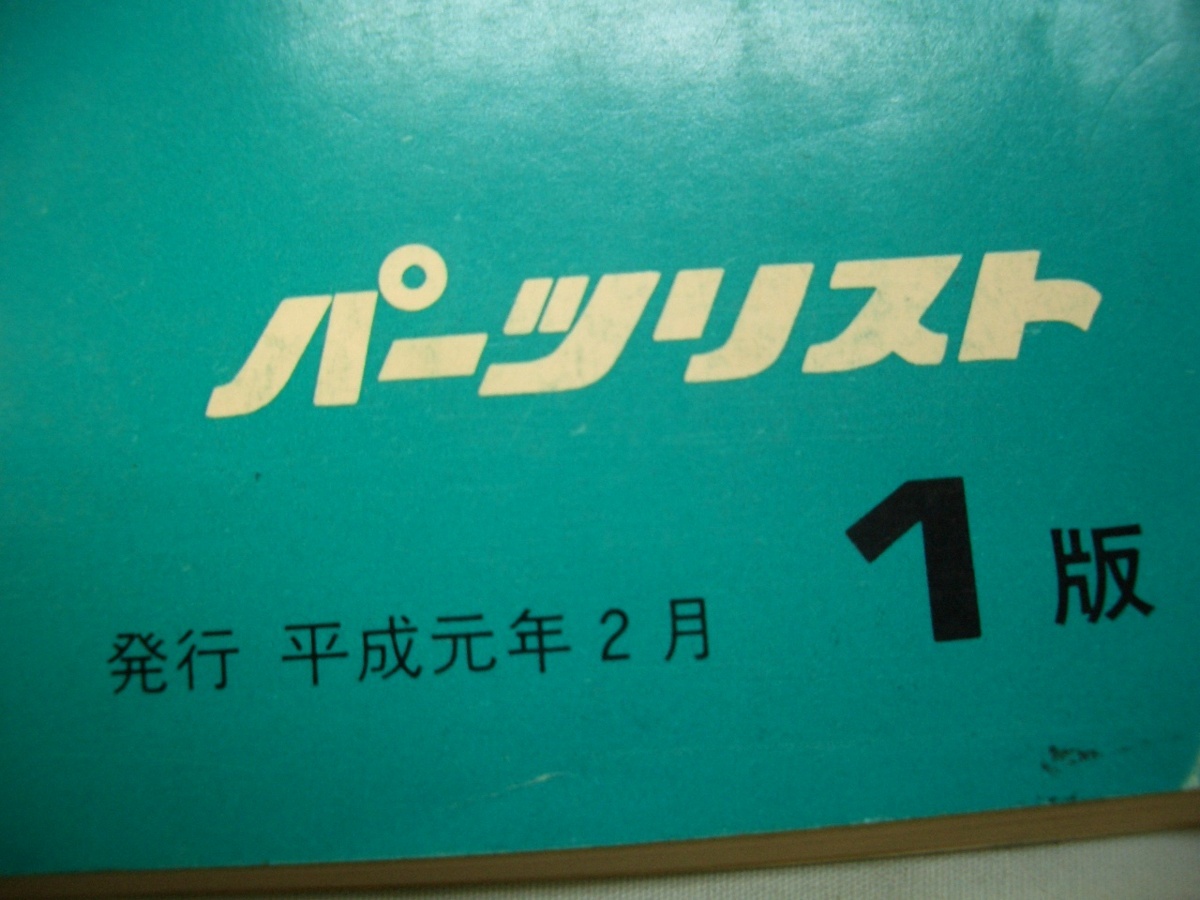 パーツリスト
1版
発行 平成元年2月